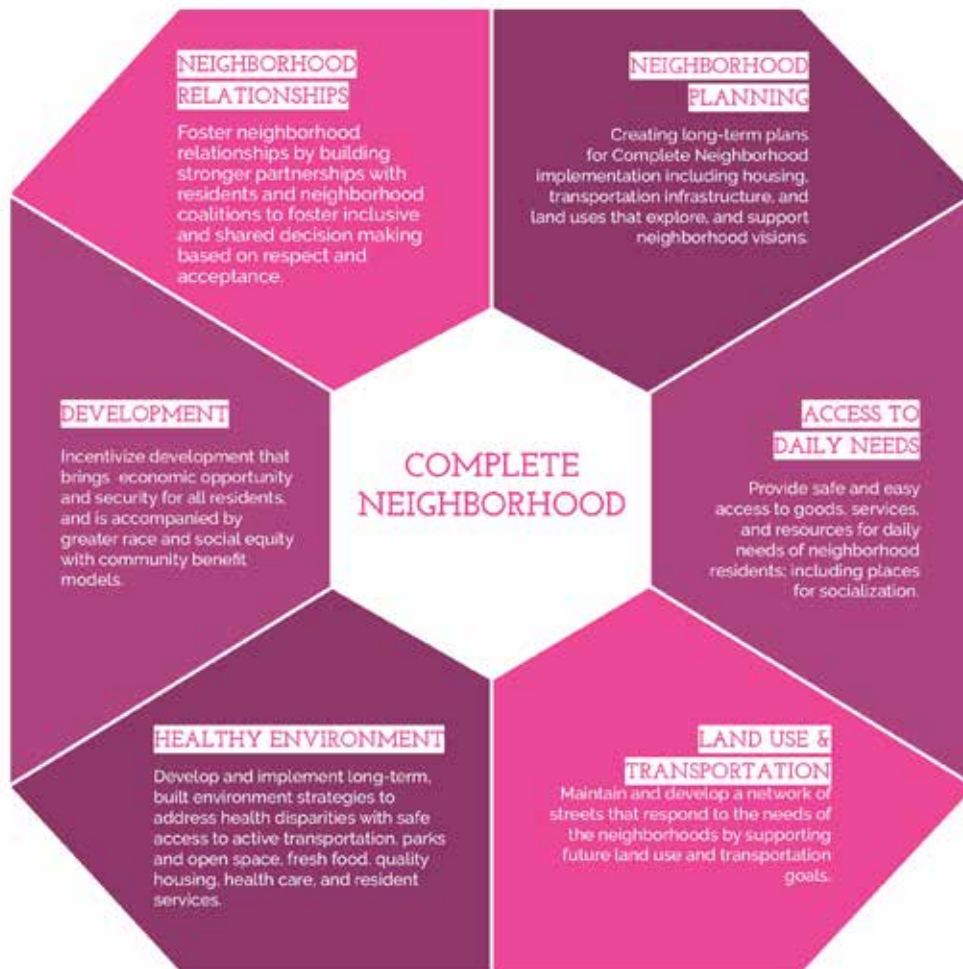 NEIGHBORHOOD
RELATIONSHIPS
Foster neighborhood
relationships by building
stronger partnerships with
residents and neighborhood
coalitions to foster inclusive
and shared decision making
based on respect and
acceptance.
NEIGHBORHOOD
PLANNING
Creating long-term plans
for Complete Neighborhood
implementation including housing,
transportation infrastructure, and
land uses that explore, and support
neighborhood visions.
DEVELOPMENT
Incentivize development that
brings economic opportunity
and security for all residents,
and is accompanied by
greater race and social equity
with community benefit
models.
COMPLETE
NEIGHBORHOOD
ACCESS TO
DAILY NEEDS
Provide safe and easy
access to goods, services,
and resources for daily
needs of neighborhood
residents; including places
for socialization.
HEALTHY ENVIRONMENT
Develop and implement long-term,
built environment strategies to
address health disparities with safe
access to active transportation, parks
and open space, fresh food, quality
housing, health care, and resident
services.
LAND USE &
TRANSPORTATION
Maintain and develop a network of
streets that respond to the needs of
the neighborhoods by supporting
future land use and transportation
goals.